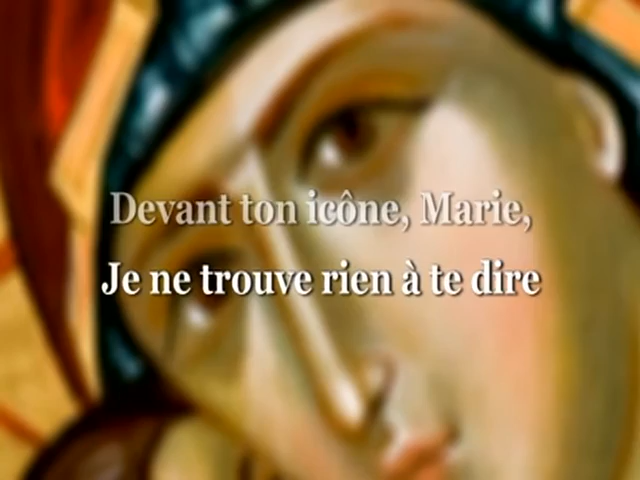 Devant ton icône, Marie,
Je ne trouve rien à te dire